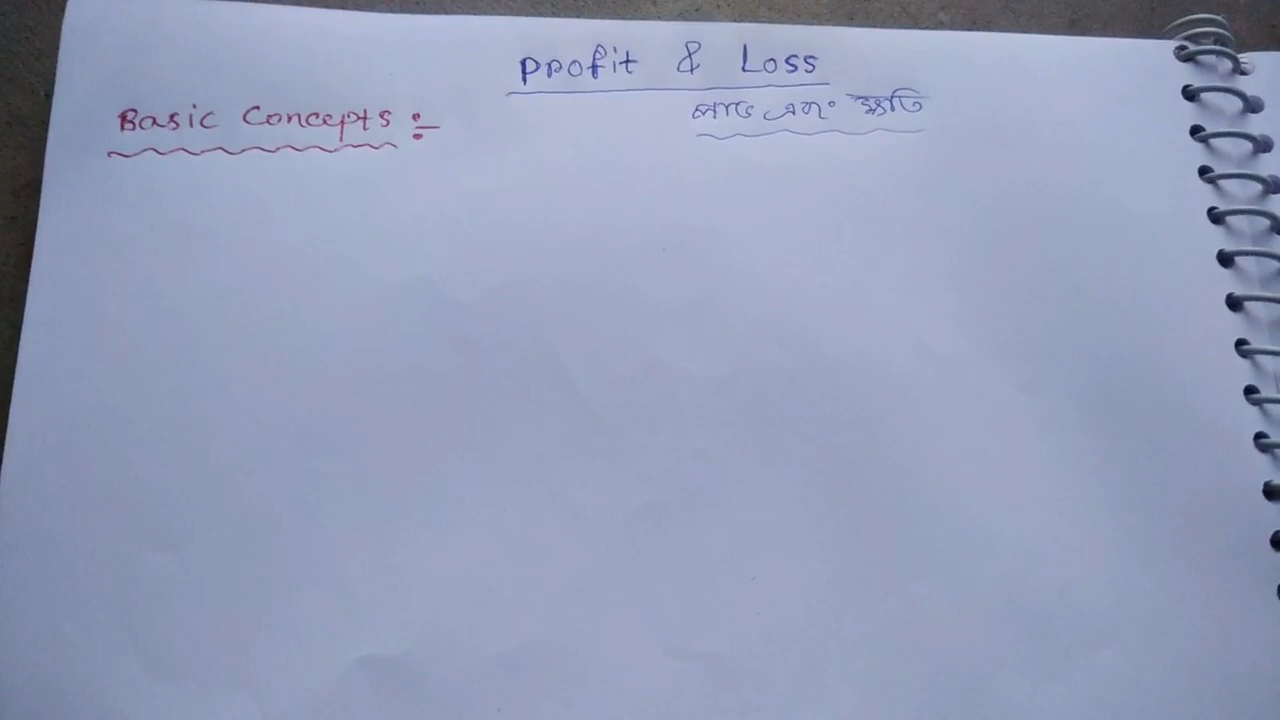 Profit & Loss
লাভ এবং ক্ষতি
Basic Concepts :-